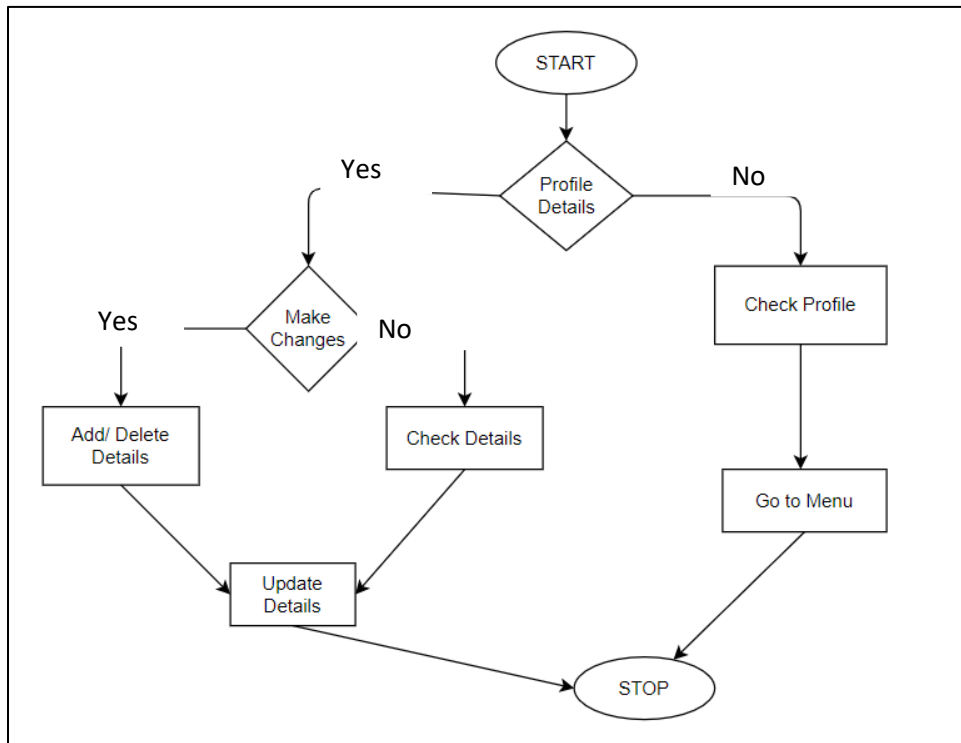 START
Yes
Profile
Details
No
Check Profile
Yes
Make
Changes
No
Add/ Delete
Details
Check Details
Go to Menu
Update
Details
STOP